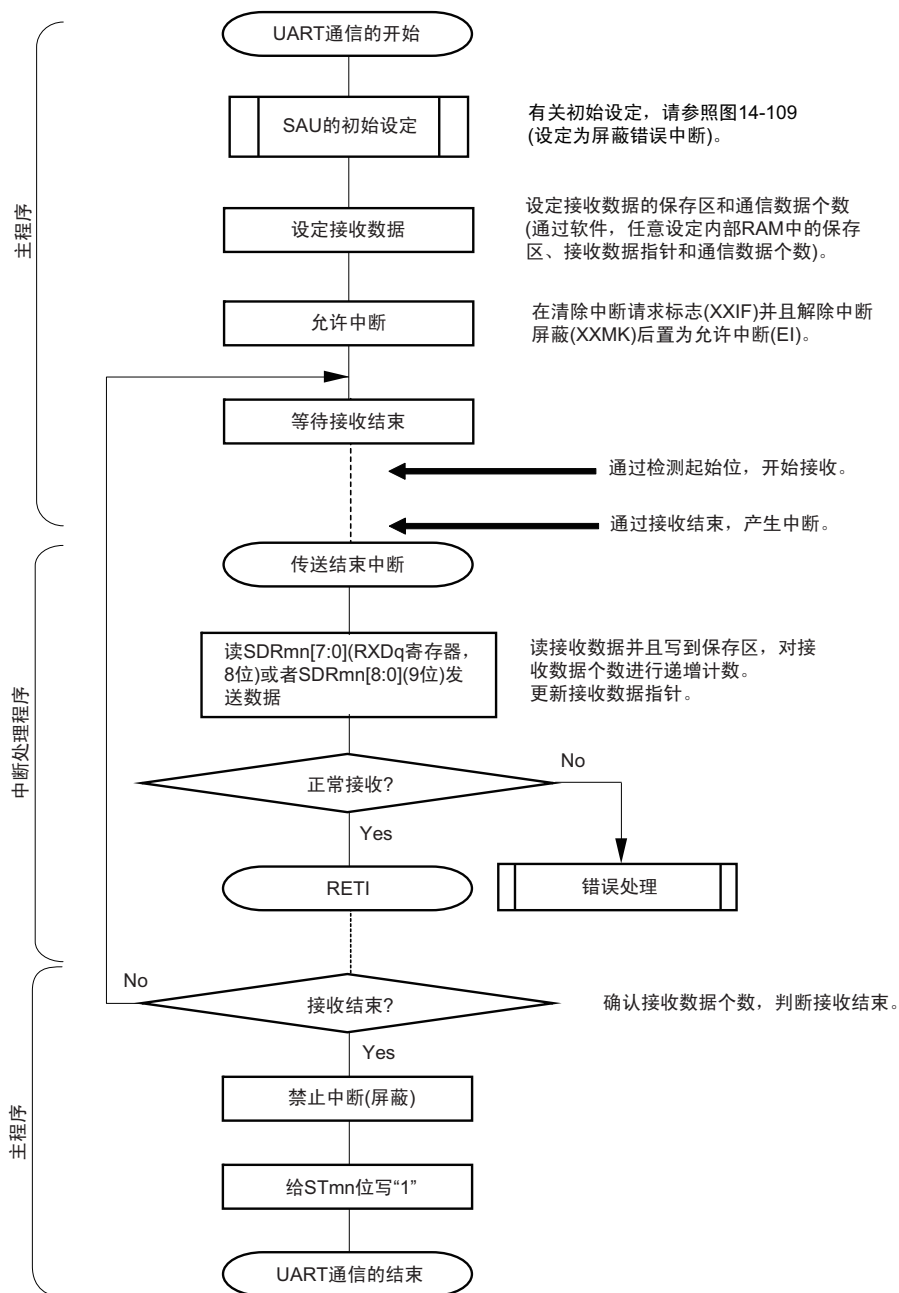 UART通信的开始
SAU的初始设定
有关初始设定，请参照图14-109
(设定为屏蔽错误中断)。
主程序
设定接收数据
设定接收数据的保存区和通信数据个数
(通过软件，任意设定内部RAM中的保存
区、接收数据指针和通信数据个数)。
允许中断
在清除中断请求标志(XXIF)并且解除中断
屏蔽(XXMK)后置为允许中断(EI)。
等待接收结束
通过检测起始位，开始接收。
通过接收结束，产生中断。
传送结束中断
中断处理程序
读SDRmn[7:0](RXDq寄存器，
8位)或者SDRmn[8:0](9位)发
送数据
读接收数据并且写到保存区，对接
收数据个数进行递增计数。
更新接收数据指针。
正常接收?
No
Yes
RETI
错误处理
No
接收结束?
确认接收数据个数，判断接收结束。
Yes
主程序
禁止中断(屏蔽)
给STmn位写“1”
UART通信的结束